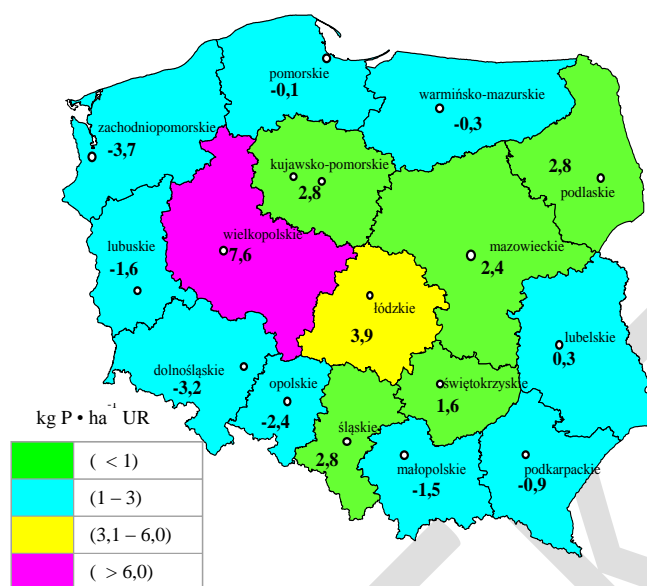 pomorskie
-0,1
warmińsko-mazurskie
-0,3
zachodniopomorskie
-3,7
kujawsko-pomorskie
2,8
2,8
podlaskie
wielkopolskie
7,6
mazowieckie
2,4
lubuskie
-1,6
łódzkie
3,9
lubelskie
0,3
dolnośląskie
-3,2
opolskie
-2,4
świętokrzyskie
1,6
śląskie
2,8
małopolskie
-1,5
podkarpackie
-0,9
kg P • ha⁻¹ UR
( < 1)
(1 – 3)
(3,1 – 6,0)
( > 6,0)